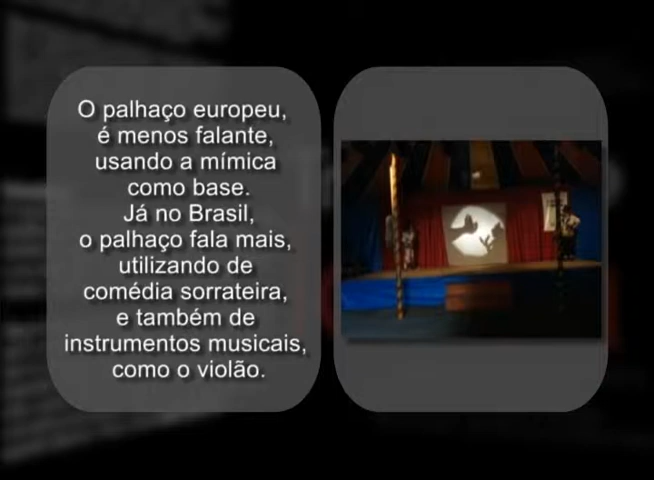 O palhaço europeu,
é menos falante,
usando a mímica
como base.
Já no Brasil,
o palhaço fala mais,
utilizando de
comédia sorrateira,
e também de
instrumentos musicais,
como o violão.